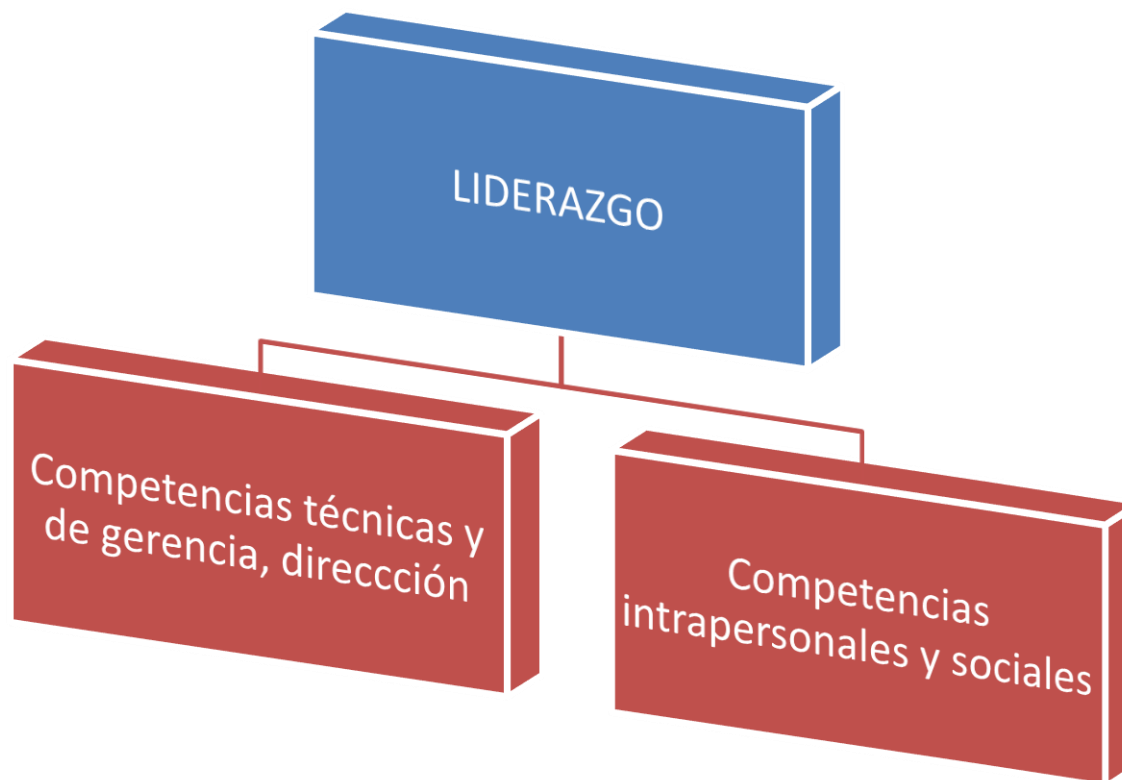 LIDERAZGO
Competencias técnicas y
de gerencia, direccción
Competencias
intrapersonales y sociales